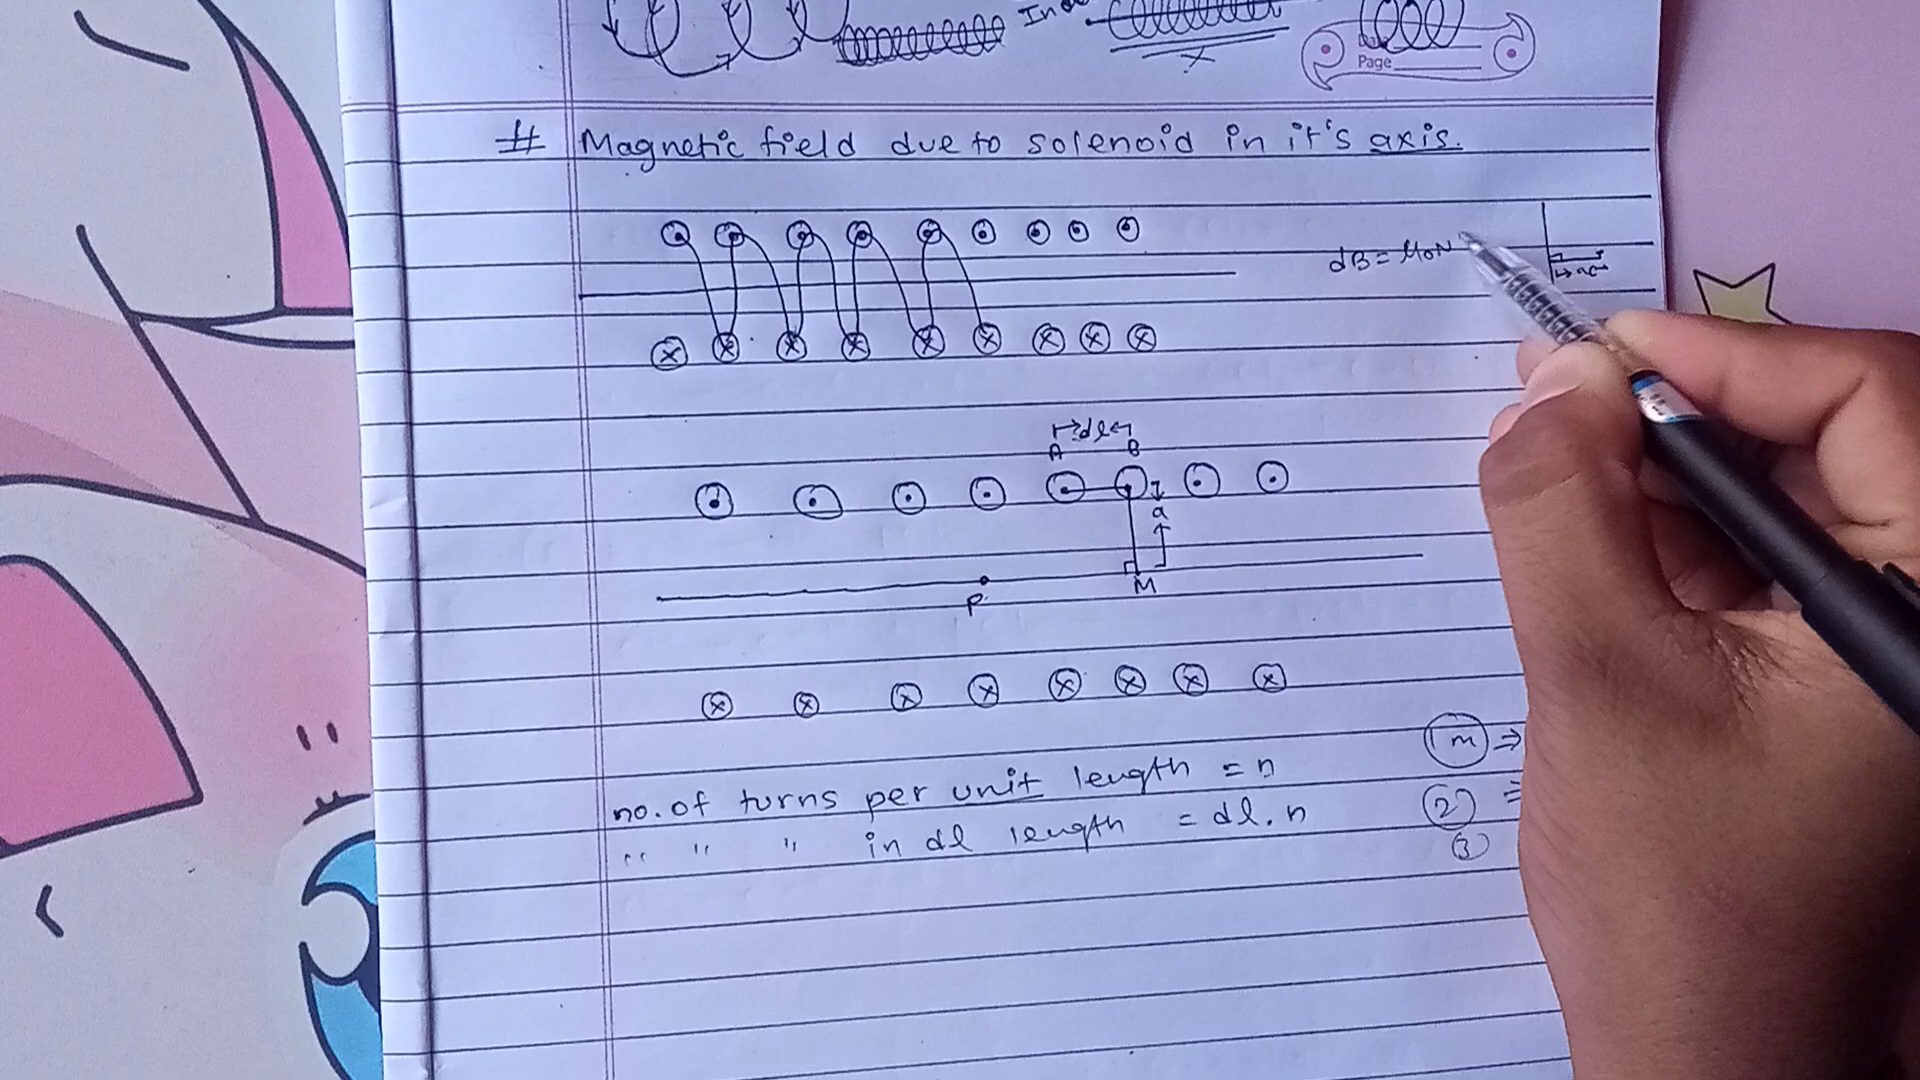 In
x
Page
# Magnetic field due to solenoid in it's axis.
dB = μ0N
x
dl
A B
a
P
M
no. of turns per unit length = n
" " " in dl length = dl. n
m ⇒
2 =
3